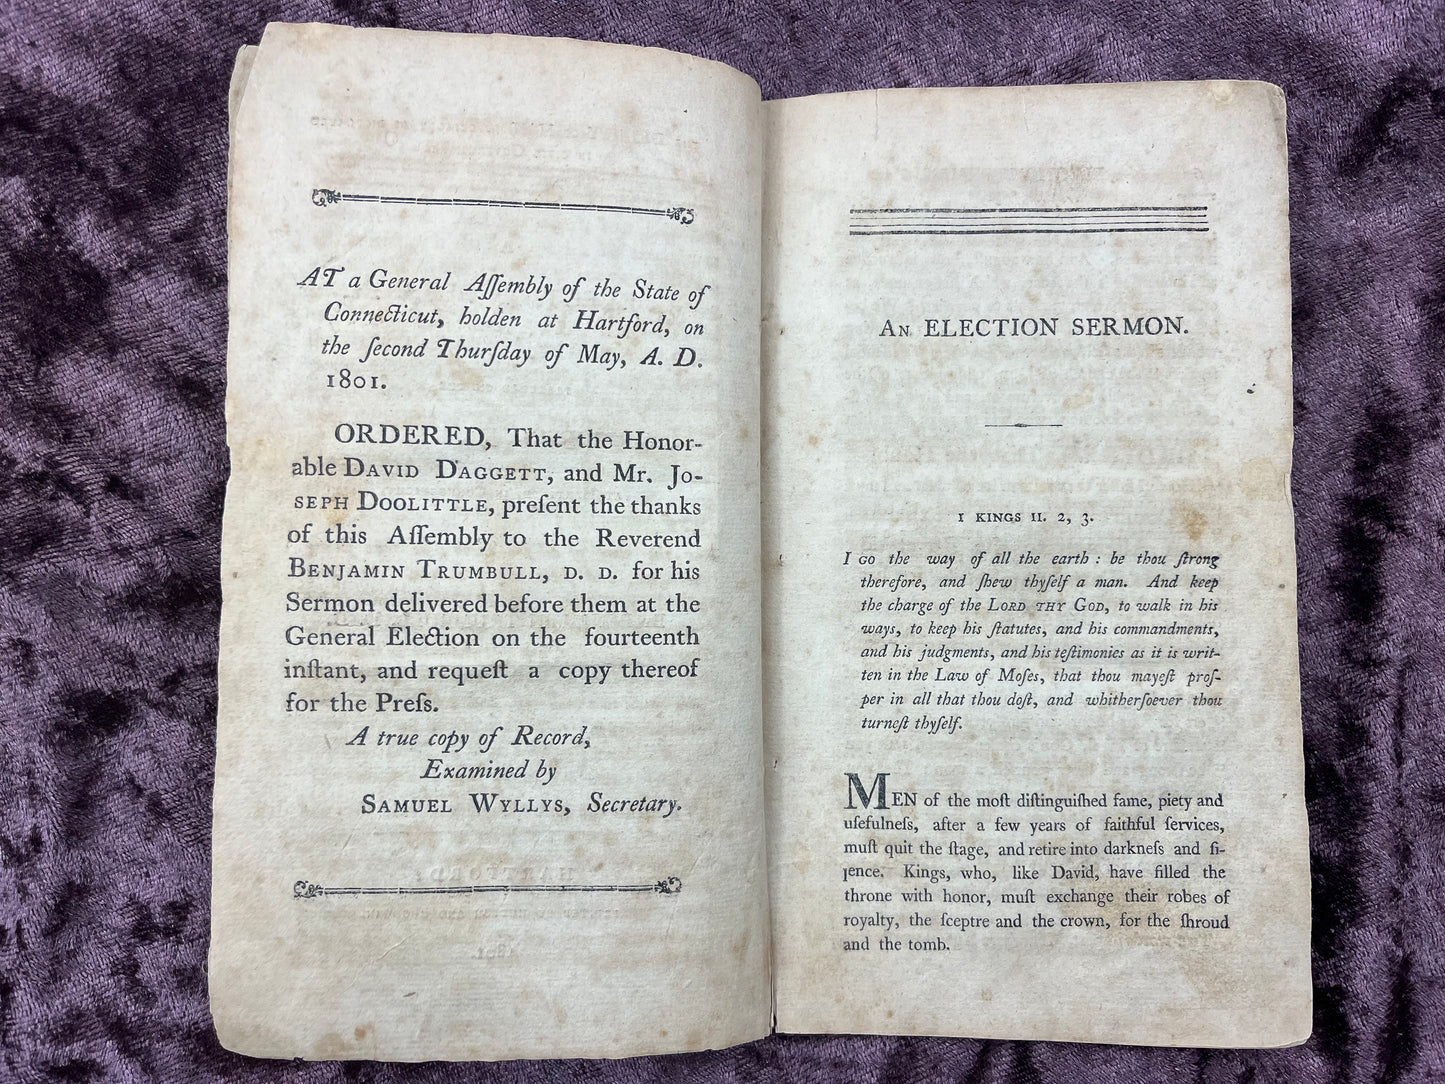 AT a General Aſſembly of the State of
Connecticut, holden at Hartford, on
the ſecond Thurſday of May, A. D.
1801.
ORDERED, That the Honor-
able DAVID DAGGETT, and Mr. JO-
SEPH DOOLITTLE, preſent the thanks
of this Aſſembly to the Reverend
BENJAMIN TRUMBULL, D. D. for his
Sermon delivered before them at the
General Election on the fourteenth
inſtant, and requeſt a copy thereof
for the Preſs.
A true copy of Record,
Examined by
SAMUEL WYLLYS, Secretary.
AN ELECTION SERMON.
1 KINGS II. 2, 3.
I GO the way of all the earth : be thou ſtrong
therefore, and ſhew thyſelf a man. And keep
the charge of the LORD THY GOD, to walk in his
ways, to keep his ſtatutes, and his commandments,
and his judgments, and his teſtimonies as it is writ-
ten in the Law of Moſes, that thou mayeſt proſ-
per in all that thou doſt, and whitherſoever thou
turneſt thyſelf.
MEN of the moſt diſtinguiſhed fame, piety and
uſefulneſs, after a few years of faithful ſervices,
muſt quit the ſtage, and retire into darkneſs and ſi-
lence. Kings, who, like David, have filled the
throne with honor, muſt exchange their robes of
royalty, the ſceptre and the crown, for the ſhroud
and the tomb.